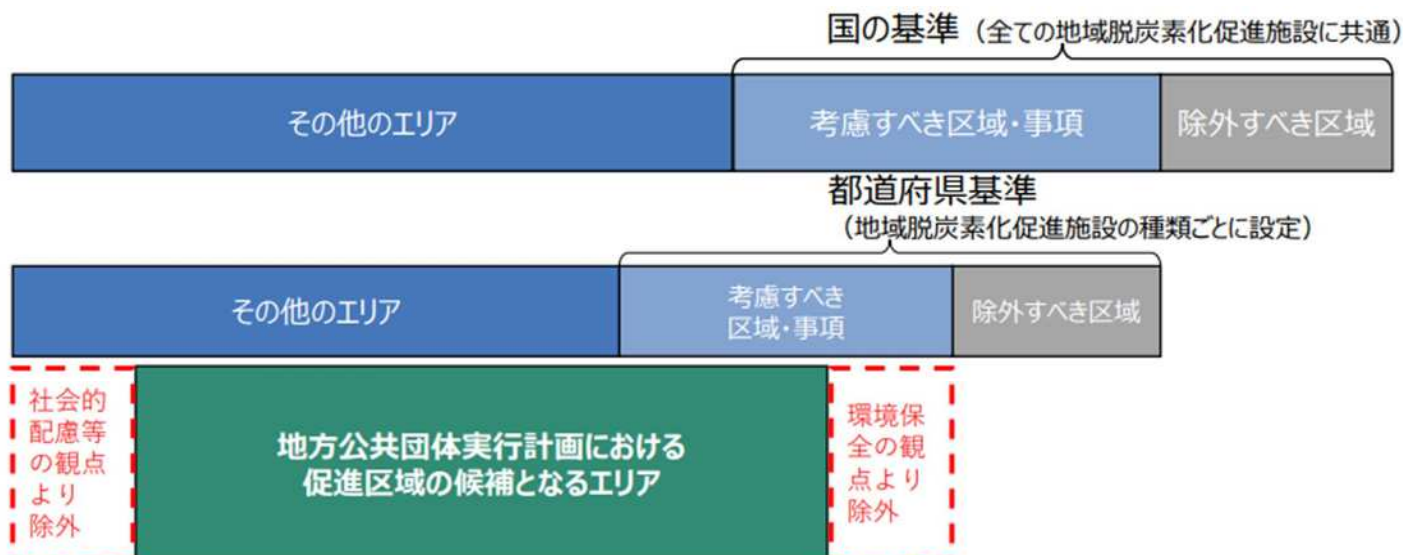 国の基準（全ての地域脱炭素化促進施設に共通）
その他のエリア
考慮すべき区域・事項
除外すべき区域
都道府県基準
（地域脱炭素化促進施設の種類ごとに設定）
その他のエリア
考慮すべき
区域・事項
除外すべき区域
社会的
配慮等
の観点
より
除外
地方公共団体実行計画における
促進区域の候補となるエリア
環境保
全の観
点より
除外